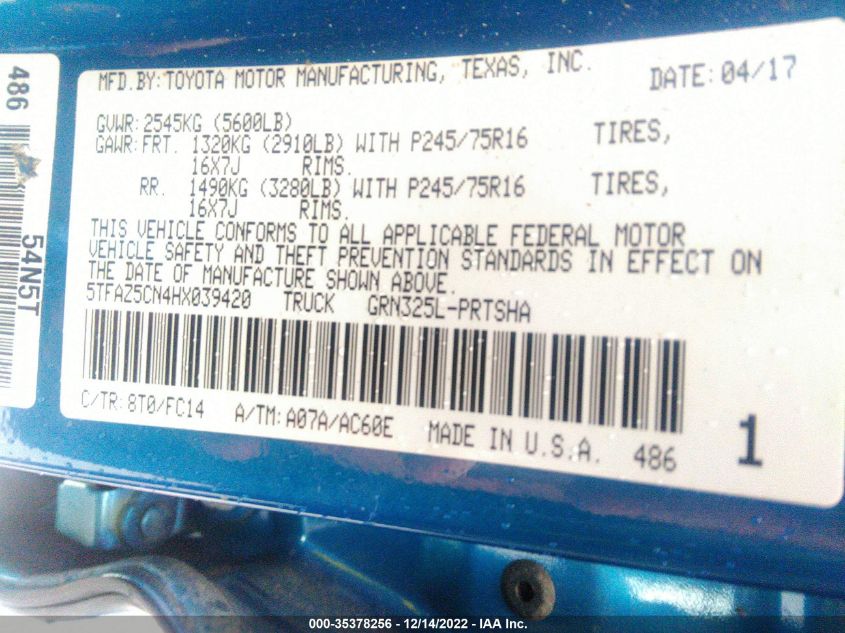 MFD.BY:TOYOTA MOTOR MANUFACTURING, TEXAS, INC. DATE:04/17
GVWR:2545KG (5600LB)
GAWR:FRT. 1320KG (2910LB) WITH P245/75R16 TIRES,
16X7J RIMS.
RR. 1490KG (3280LB) WITH P245/75R16 TIRES,
16X7J RIMS.
THIS VEHICLE CONFORMS TO ALL APPLICABLE FEDERAL MOTOR
VEHICLE SAFETY AND THEFT PREVENTION STANDARDS IN EFFECT ON
THE DATE OF MANUFACTURE SHOWN ABOVE.
5TFAZ5CN4HX039420 TRUCK GRN325L-PRTSHA
C/TR:8T0/FC14 A/TM:A07A/AC60E MADE IN U.S.A. 486 1
486
54N5T
000-35378256 - 12/14/2022 - IAA Inc.